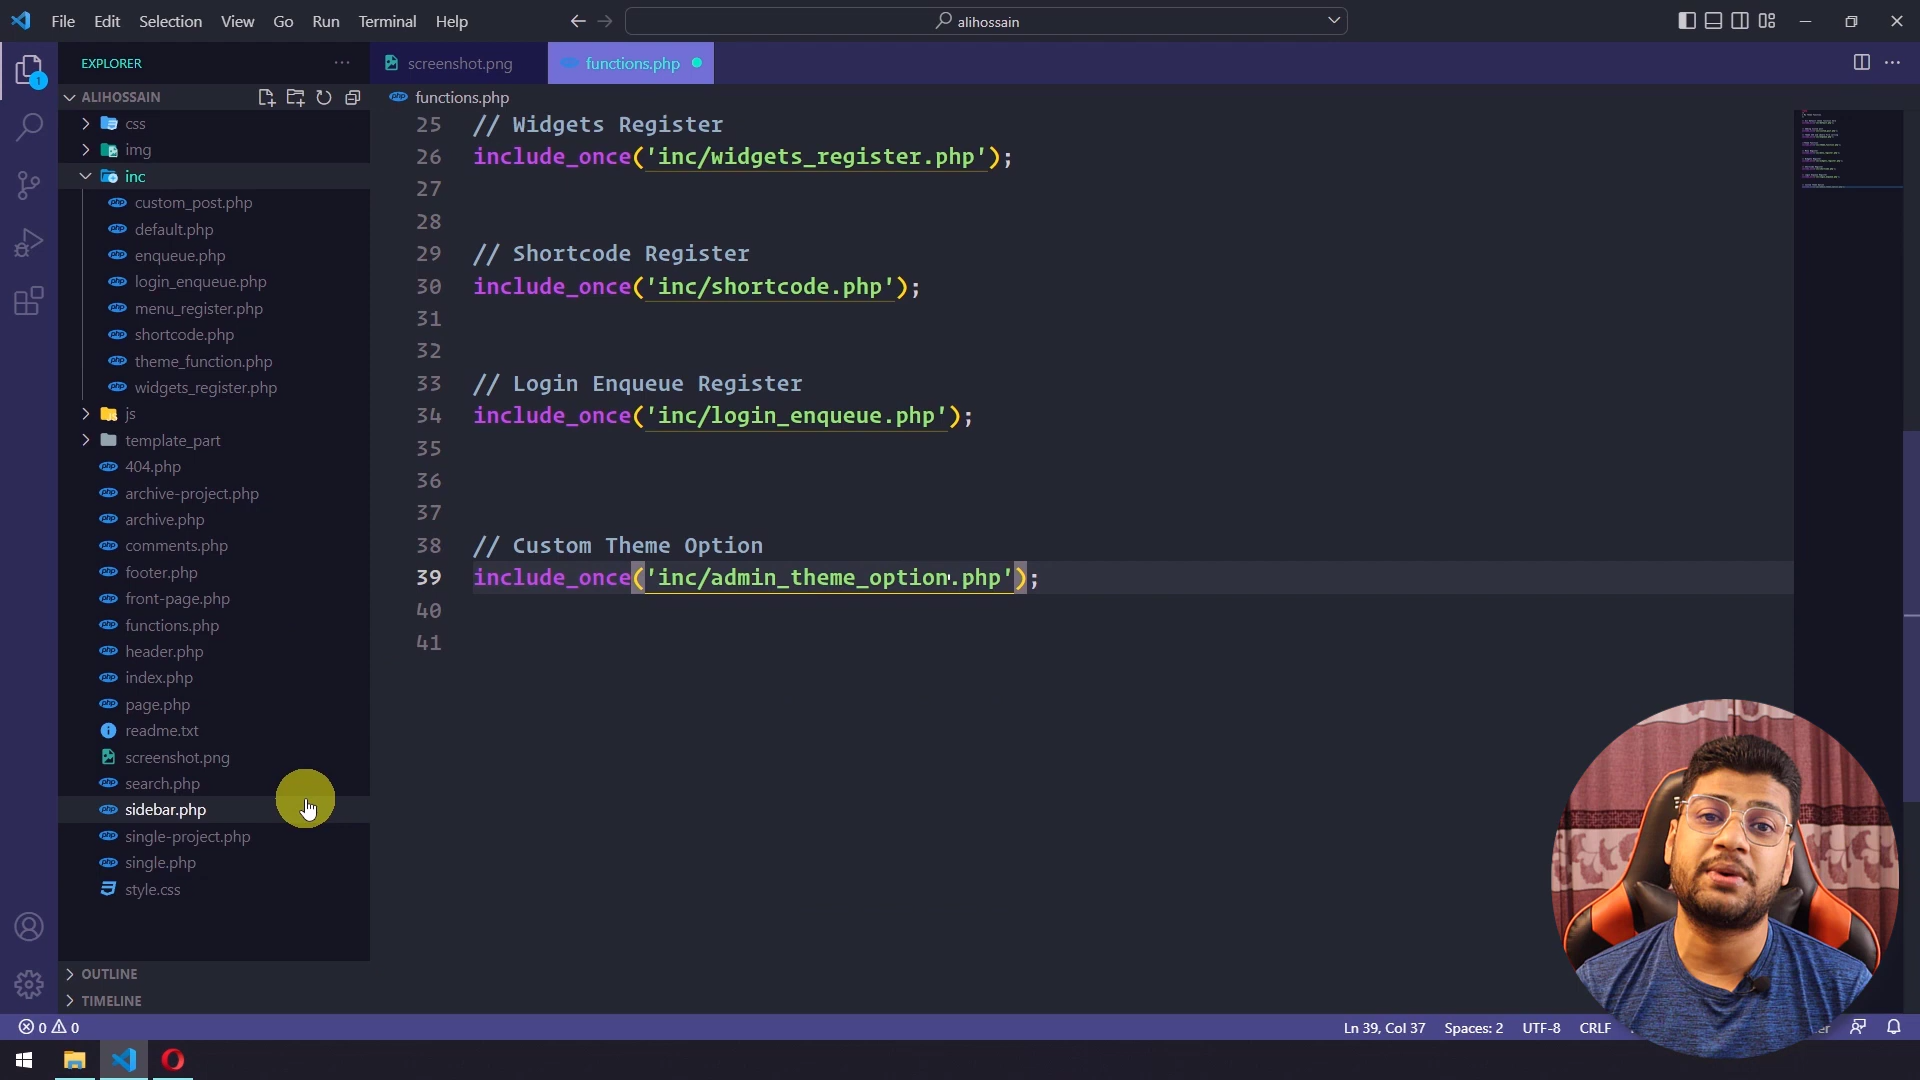 File Edit Selection View Go Run Terminal Help
alihossain
EXPLORER
screenshot.png
functions.php
ALIHOSSAIN
functions.php
css
img
inc
custom_post.php
default.php
enqueue.php
login_enqueue.php
menu_register.php
shortcode.php
theme_function.php
widgets_register.php
js
template_part
404.php
archive-project.php
archive.php
comments.php
footer.php
front-page.php
functions.php
header.php
index.php
page.php
readme.txt
screenshot.png
search.php
sidebar.php
single-project.php
single.php
style.css
OUTLINE
TIMELINE
25 // Widgets Register
26 include_once('inc/widgets_register.php');
27
28
29 // Shortcode Register
30 include_once('inc/shortcode.php');
31
32
33 // Login Enqueue Register
34 include_once('inc/login_enqueue.php');
35
36
37
38 // Custom Theme Option
39 include_once('inc/admin_theme_option.php');
40
41
1
0 0
Ln 39, Col 37 Spaces: 2 UTF-8 CRLF